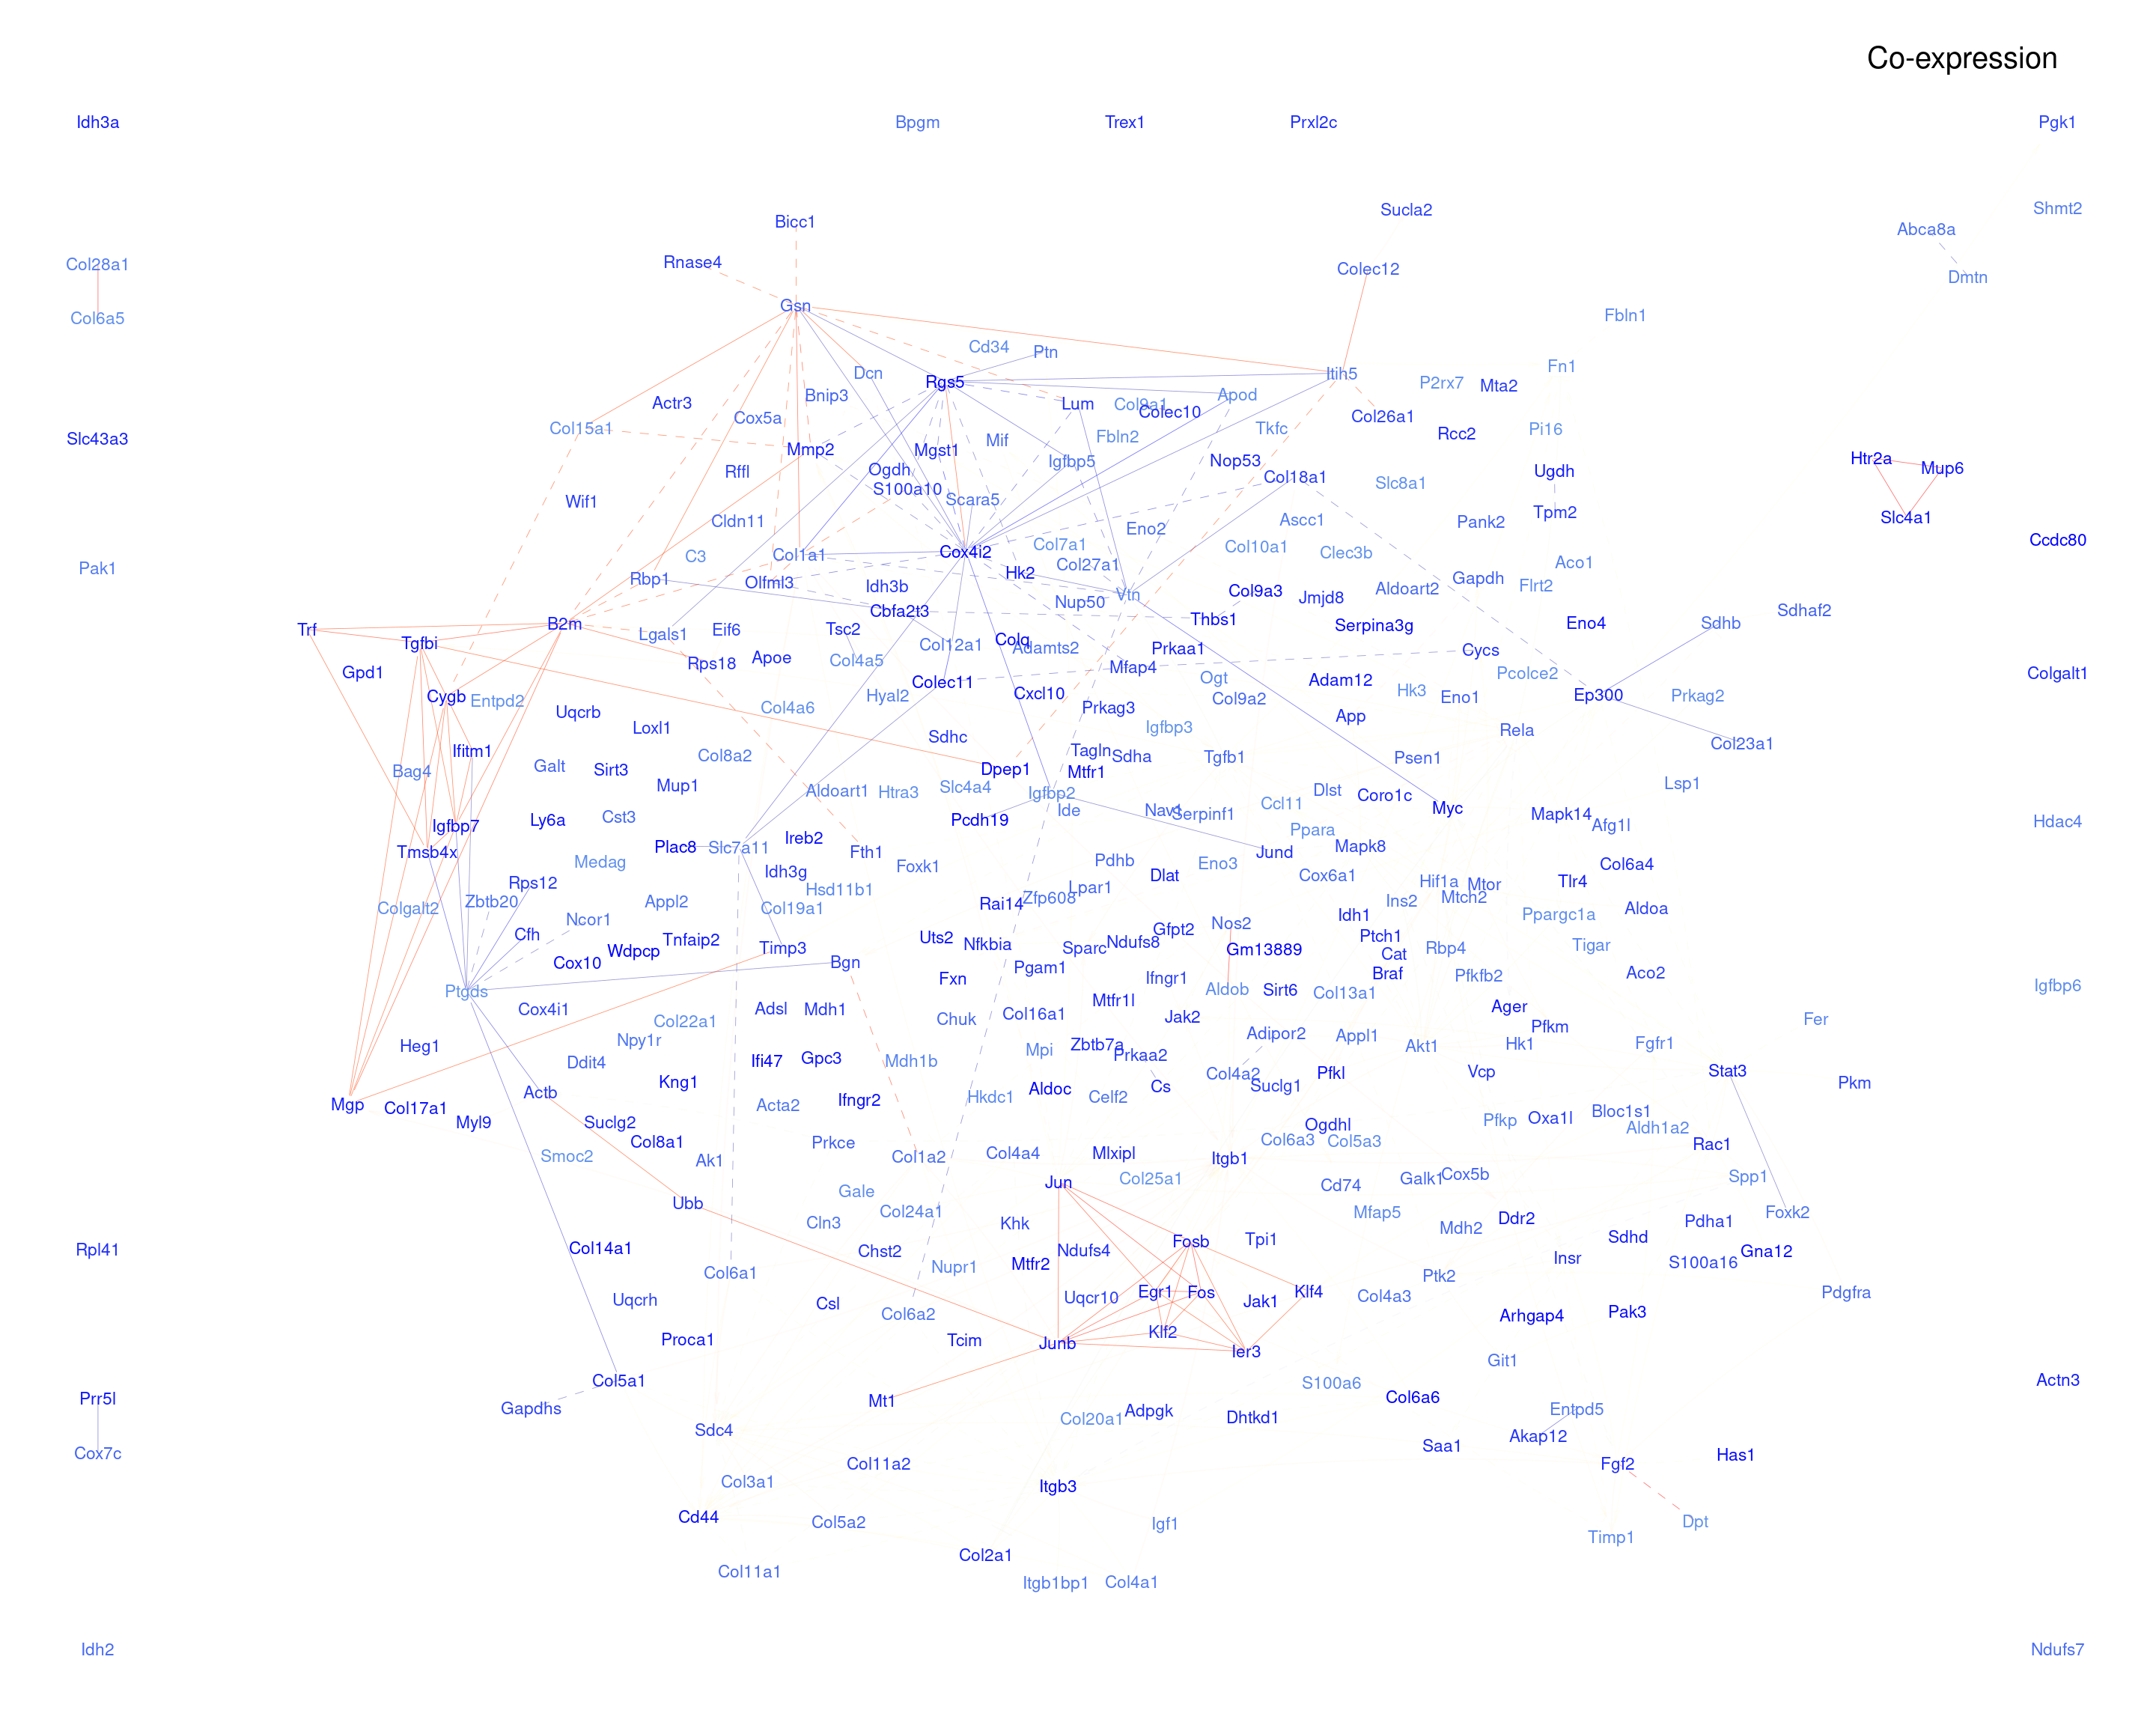 Co-expression
Idh3a
Bpgm
Trex1
Prxl2c
Pgk1
Shmt2
Sucla2
Bicc1
Abca8a
Rnase4
Col28a1
Colec12
Dmtn
Gsn
Fbln1
Col6a5
Cd34
Ptn
Fn1
Dcn
Itih5
Rgs5
P2rx7
Mta2
Bnip3
Apod
Actr3
Lum
Col9a1
Colec10
Cox5a
Col26a1
Col15a1
Tkfc
Pi16
Slc43a3
Mif
Fbln2
Rcc2
Mmp2
Mgst1
Htr2a
Igfbp5
Nop53
Mup6
Rffl
Ogdh
Ugdh
Col18a1
Slc8a1
S100a10
Wif1
Scara5
Tpm2
Slc4a1
Cldn11
Ascc1
Pank2
Eno2
Ccdc80
Col7a1
Col10a1
Cox4i2
Clec3b
C3
Col1a1
Col27a1
Aco1
Pak1
Hk2
Rbp1
Olfml3
Idh3b
Gapdh
Flrt2
Vtn
Col9a3
Aldoart2
Nup50
Jmjd8
Cbfa2t3
Sdhaf2
Thbs1
B2m
Trf
Eif6
Tsc2
Serpina3g
Eno4
Sdhb
Lgals1
Tgfbi
Colq
Col12a1
Adamts2
Prkaa1
Cycs
Apoe
Col4a5
Rps18
Mfap4
Gpd1
Pcolce2
Colgalt1
Ogt
Adam12
Colec11
Hk3
Cygb
Entpd2
Hyal2
Cxcl10
Col9a2
Eno1
Ep300
Prkag2
Uqcrb
Col4a6
Prkag3
App
Loxl1
Igfbp3
Rela
Sdhc
Col23a1
Ifitm1
Col8a2
Tagln
Sdha
Tgfb1
Psen1
Bag4
Galt
Sirt3
Dpep1
Mtfr1
Mup1
Slc4a4
Lsp1
Aldoart1
Htra3
Igfbp2
Dlst
Coro1c
Ccl11
Ide
Nav1
Serpinf1
Myc
Mapk14
Cst3
Ly6a
Pcdh19
Hdac4
Igfbp7
Ppara
Afg1l
Ireb2
Plac8
Slc7a11
Mapk8
Tmsb4x
Fth1
Jund
Medag
Foxk1
Pdhb
Eno3
Col6a4
Idh3g
Dlat
Cox6a1
Rps12
Hif1a
Mtor
Tlr4
Hsd11b1
Lpar1
Zbtb20
Appl2
Rai14
Zfp608
Ins2
Mtch2
Colgalt2
Col19a1
Aldoa
Idh1
Ppargc1a
Ncor1
Nos2
Cfh
Tnfaip2
Uts2
Gfpt2
Ptch1
Wdpcp
Timp3
Nfkbia
Sparc
Ndufs8
Gm13889
Rbp4
Tigar
Cat
Cox10
Bgn
Pgam1
Braf
Pfkfb2
Aco2
Fxn
Ifngr1
Ptgds
Aldob
Sirt6
Col13a1
Igfbp6
Mtfr1l
Cox4i1
Adsl
Mdh1
Ager
Col16a1
Jak2
Col22a1
Chuk
Fer
Pfkm
Npy1r
Adipor2
Appl1
Heg1
Mpi
Zbtb7a
Akt1
Hk1
Fgfr1
Ddit4
Ifi47
Gpc3
Mdh1b
Prkaa2
Kng1
Col4a2
Pfkl
Vcp
Stat3
Actb
Aldoc
Cs
Suclg1
Pkm
Mgp
Col17a1
Acta2
Ifngr2
Hkdc1
Celf2
Myl9
Suclg2
Ogdhl
Pfkp
Oxa1l
Bloc1s1
Col8a1
Prkce
Col6a3
Col5a3
Aldh1a2
Rac1
Smoc2
Ak1
Col1a2
Col4a4
Mlxipl
Itgb1
Jun
Col25a1
Cd74
Galk1
Cox5b
Spp1
Gale
Ubb
Col24a1
Mfap5
Ddr2
Foxk2
Cln3
Khk
Mdh2
Pdha1
Rpl41
Col14a1
Chst2
Ndufs4
Fosb
Tpi1
Sdhd
Gna12
Col6a1
Nupr1
Mtfr2
Insr
S100a16
Ptk2
Uqcrh
Csl
Uqcr10
Egr1
Fos
Jak1
Klf4
Col4a3
Pdgfra
Col6a2
Arhgap4
Pak3
Proca1
Tcim
Junb
Klf2
Ier3
Git1
Col5a1
S100a6
Actn3
Prr5l
Mt1
Col6a6
Gapdhs
Col20a1
Adpgk
Dhtkd1
Entpd5
Sdc4
Akap12
Cox7c
Saa1
Has1
Col11a2
Fgf2
Col3a1
Itgb3
Cd44
Col5a2
Igf1
Dpt
Timp1
Col2a1
Col11a1
Itgb1bp1
Col4a1
Idh2
Ndufs7